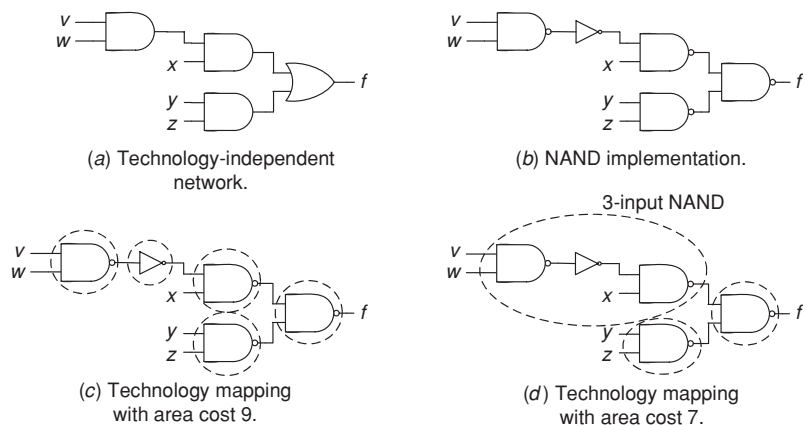 v
w
x
y
z
f
(a) Technology-independent
network.
v
w
x
y
z
f
(b) NAND implementation.
v
w
x
y
z
f
(c) Technology mapping
with area cost 9.
3-input NAND
v
w
x
y
z
f
(d) Technology mapping
with area cost 7.